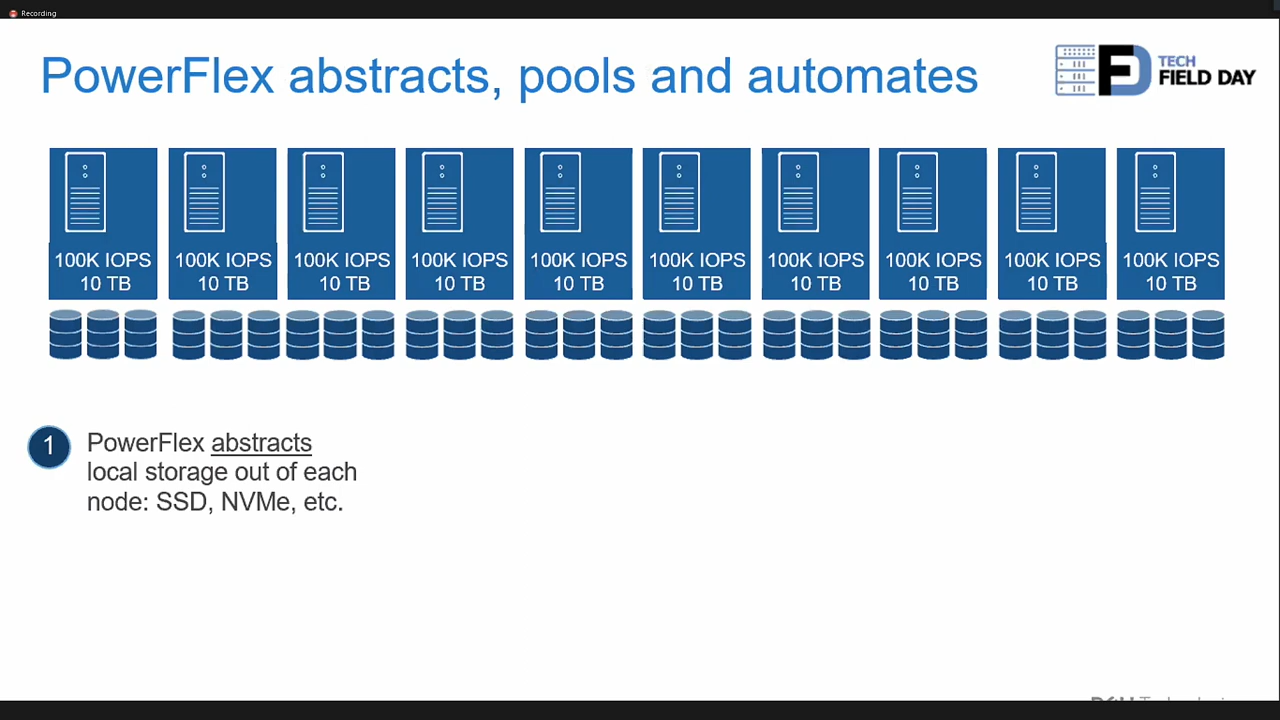 Recording
PowerFlex abstracts, pools and automates
TECH
FIELD DAY
100K IOPS
10 TB
100K IOPS
10 TB
100K IOPS
10 TB
100K IOPS
10 TB
100K IOPS
10 TB
100K IOPS
10 TB
100K IOPS
10 TB
100K IOPS
10 TB
100K IOPS
10 TB
100K IOPS
10 TB
1
PowerFlex abstracts
local storage out of each
node: SSD, NVMe, etc.